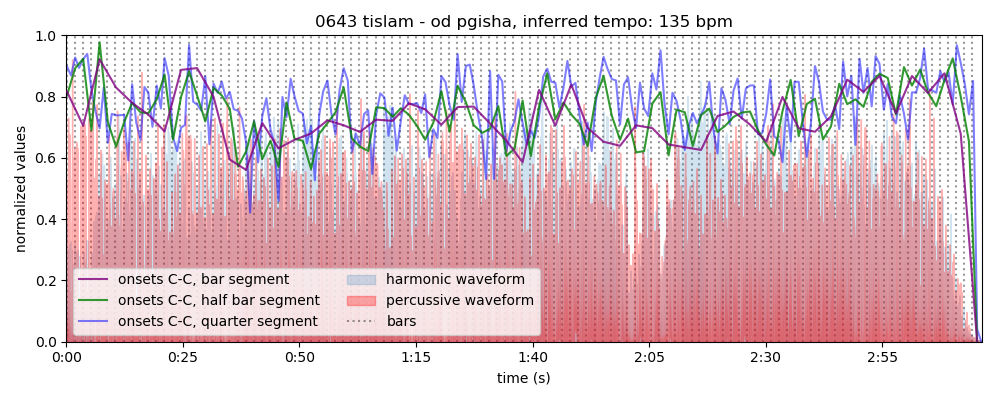 0643 tislam - od pgisha, inferred tempo: 135 bpm
normalized values
1.0
0.8
0.6
0.4
0.2
0.0
onsets C-C, bar segment
onsets C-C, half bar segment
onsets C-C, quarter segment
harmonic waveform
percussive waveform
bars
0:00 0:25 0:50 1:15 1:40 2:05 2:30 2:55
time (s)